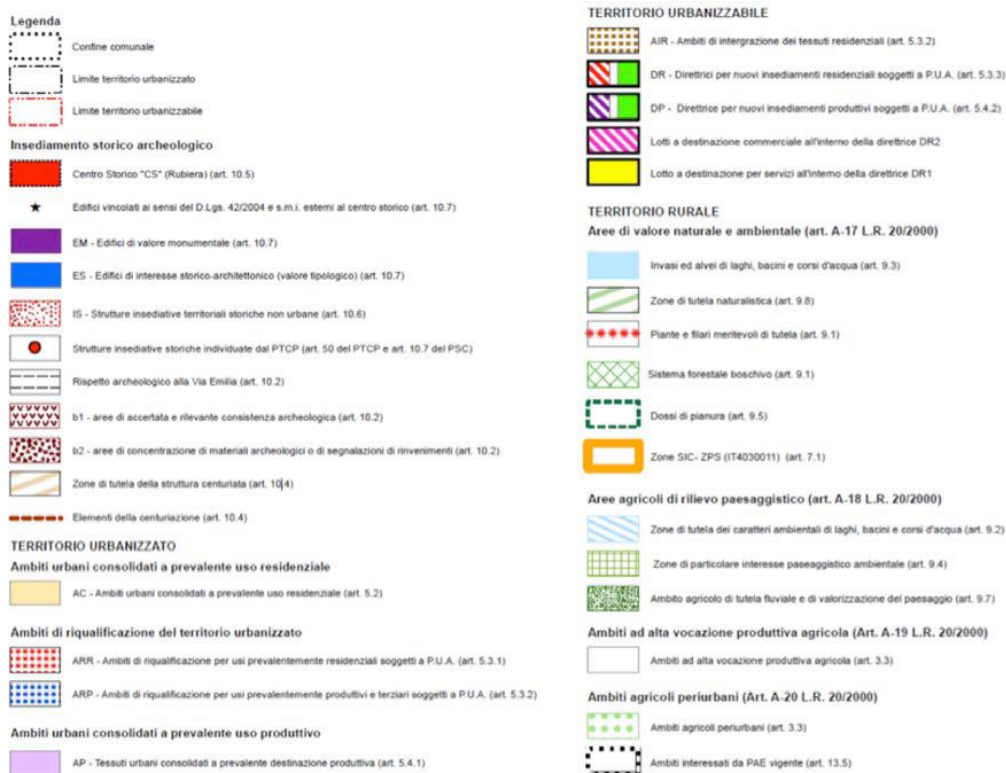 Legenda
Confine comunale
Limite territorio urbanizzato
Limite territorio urbanizzabile
Insediamento storico archeologico
Centro Storico "CS" (Rubiera) (art. 10.5)
Edifici vincolati ai sensi del D.Lgs. 42/2004 e s.m.i. esterni al centro storico (art. 10.7)
EM - Edifici di valore monumentale (art. 10.7)
ES - Edifici di interesse storico-architettonico (valore tipologico) (art. 10.7)
IS - Strutture insediative territoriali storiche non urbane (art. 10.6)
Strutture insediative storiche individuate dal PTCP (art. 50 del PTCP e art. 10.7 del PSC)
Rispetto archeologico alla Via Emilia (art. 10.2)
b1 - aree di accertata e rilevante consistenza archeologica (art. 10.2)
b2 - aree di concentrazione di materiali archeologici o di segnalazioni di rinvenimenti (art. 10.2)
Zone di tutela della struttura centuriata (art. 10.4)
Elementi della centuriazione (art. 10.4)
TERRITORIO URBANIZZATO
Ambiti urbani consolidati a prevalente uso residenziale
AC - Ambiti urbani consolidati a prevalente uso residenziale (art. 5.2)
Ambiti di riqualificazione del territorio urbanizzato
ARR - Ambiti di riqualificazione per usi prevalentemente residenziali soggetti a P.U.A. (art. 5.3.1)
ARP - Ambiti di riqualificazione per usi prevalentemente produttivi e terziari soggetti a P.U.A. (art. 5.3.2)
Ambiti urbani consolidati a prevalente uso produttivo
AP - Tessuti urbani consolidati a prevalente destinazione produttiva (art. 5.4.1)
TERRITORIO URBANIZZABILE
AIR - Ambiti di intergrazione dei tessuti residenziali (art. 5.3.2)
DR - Direttrici per nuovi insediamenti residenziali soggetti a P.U.A. (art. 5.3.3)
DP - Direttrice per nuovi insediamenti produttivi soggetti a P.U.A. (art. 5.4.2)
Lotti a destinazione commerciale all'interno della direttrice DR2
Lotto a destinazione per servizi all'interno della direttrice DR1
TERRITORIO RURALE
Aree di valore naturale e ambientale (art. A-17 L.R. 20/2000)
Invasi ed alvei di laghi, bacini e corsi d'acqua (art. 9.3)
Zone di tutela naturalistica (art. 9.8)
Piante e filari meritevoli di tutela (art. 9.1)
Sistema forestale boschivo (art. 9.1)
Dossi di pianura (art. 9.5)
Zone SIC- ZPS (IT4030011) (art. 7.1)
Aree agricoli di rilievo paesaggistico (art. A-18 L.R. 20/2000)
Zone di tutela dei caratteri ambientali di laghi, bacini e corsi d'acqua (art. 9.2)
Zone di particolare interesse paseaggistico ambientale (art. 9.4)
Ambito agricolo di tutela fluviale e di valorizzazione del paesaggio (art. 9.7)
Ambiti ad alta vocazione produttiva agricola (Art. A-19 L.R. 20/2000)
Ambiti ad alta vocazione produttiva agricola (art. 3.3)
Ambiti agricoli periurbani (Art. A-20 L.R. 20/2000)
Ambiti agricoli periurbani (art. 3.3)
Ambiti interessati da PAE vigente (art. 13.5)